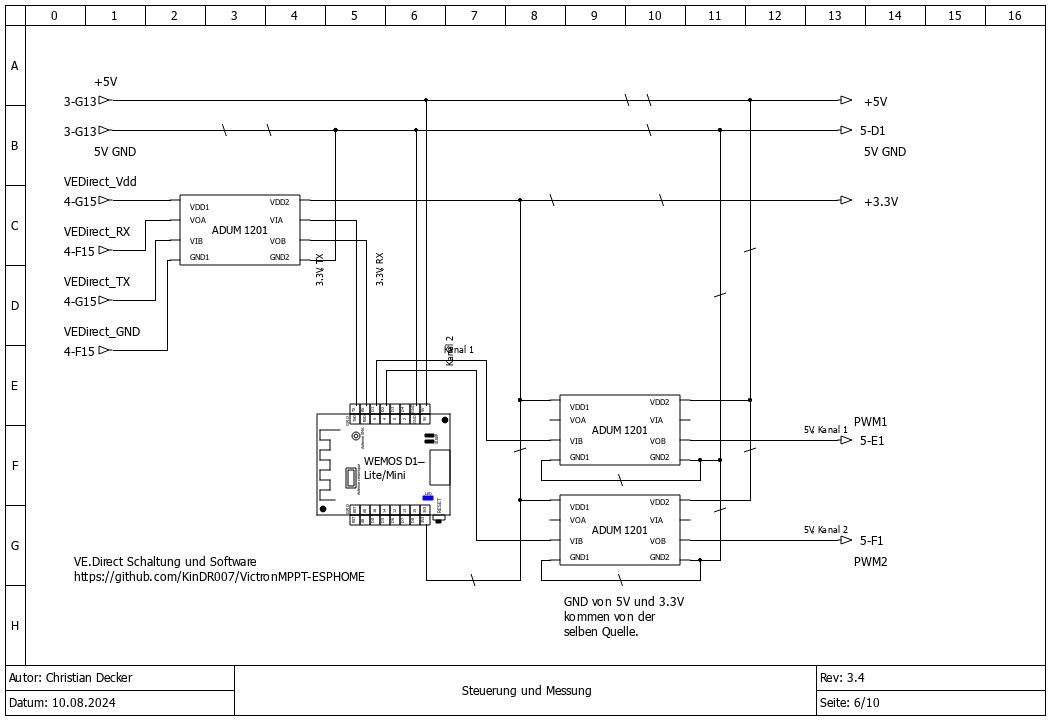 0 1 2 3 4 5 6 7 8 9 10 11 12 13 14 15 16
A
B
C
D
E
F
G
H
+5V
3-G13
+5V
3-G13
5-D1
5V GND
5V GND
VEDirect_Vdd
4-G15
+3.3V
VDD1 VDD2
VOA VIA
ADUM 1201
VIB VOB
GND1 GND2
VEDirect_RX
4-F15
VEDirect_TX
4-G15
VEDirect_GND
4-F15
3.3V, TX
3.3V, RX
Kanal 2
Kanal 1
WEMOS D1
Lite/Mini
RESET
VDD1 VDD2
VOA VIA
ADUM 1201
VIB VOB
GND1 GND2
5V, Kanal 1
PWM1
5-E1
VDD1 VDD2
VOA VIA
ADUM 1201
VIB VOB
GND1 GND2
5V, Kanal 2
5-F1
PWM2
VE.Direct Schaltung und Software
https://github.com/KinDR007/VictronMPPT-ESPHOME
GND von 5V und 3.3V
kommen von der
selben Quelle.
Autor: Christian Decker
Datum: 10.08.2024
Steuerung und Messung
Rev: 3.4
Seite: 6/10